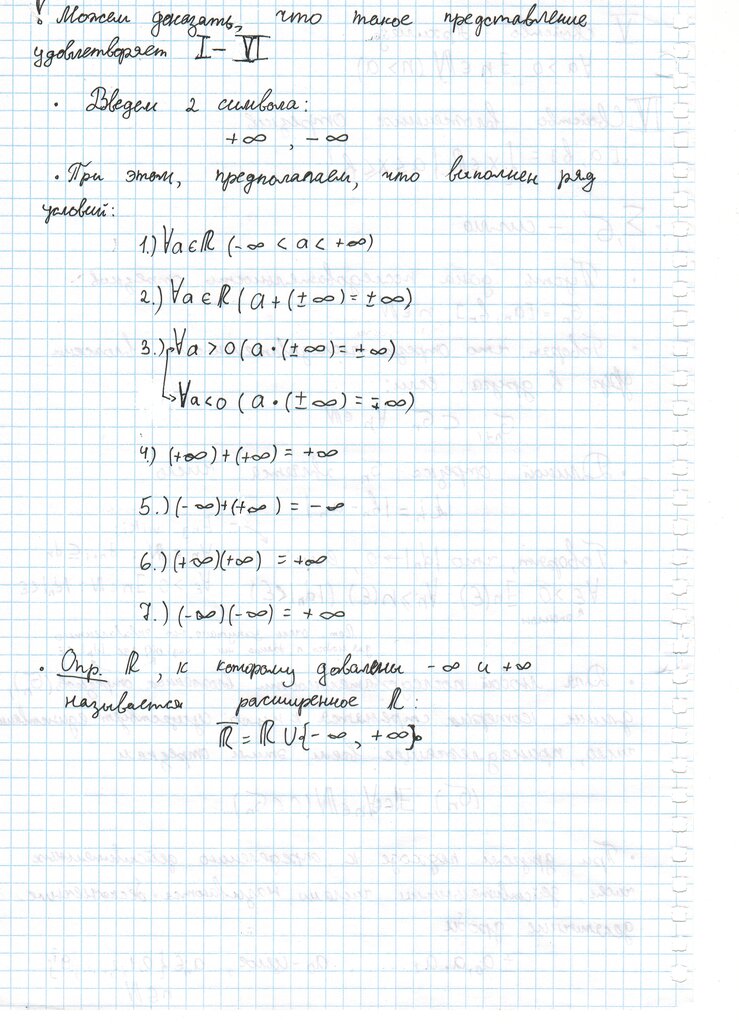 ! Можем доказать, что такое представление
удовлетворяет I – VI
• Введем 2 символа:
+∞ , -∞
• При этом, предполагаем, что выполнен ряд
условий:
1.) ∀a∈ℝ (-∞ < a < +∞)
2.) ∀a∈ℝ (a + (±∞) = ±∞)
3.) ∀a > 0 (a • (±∞) = ±∞)
↳ ∀a < 0 (a • (±∞) = ∓∞)
4.) (+∞) + (+∞) = +∞
5.) (-∞)+(+∞) = -∞
6.) (+∞)(+∞) = +∞
7.) (-∞)(-∞) = +∞
• Опр. ℝ, к которому добавлены -∞ и +∞
называется расширенное ℝ:
ℝ̅ = ℝ ∪ {-∞, +∞}.